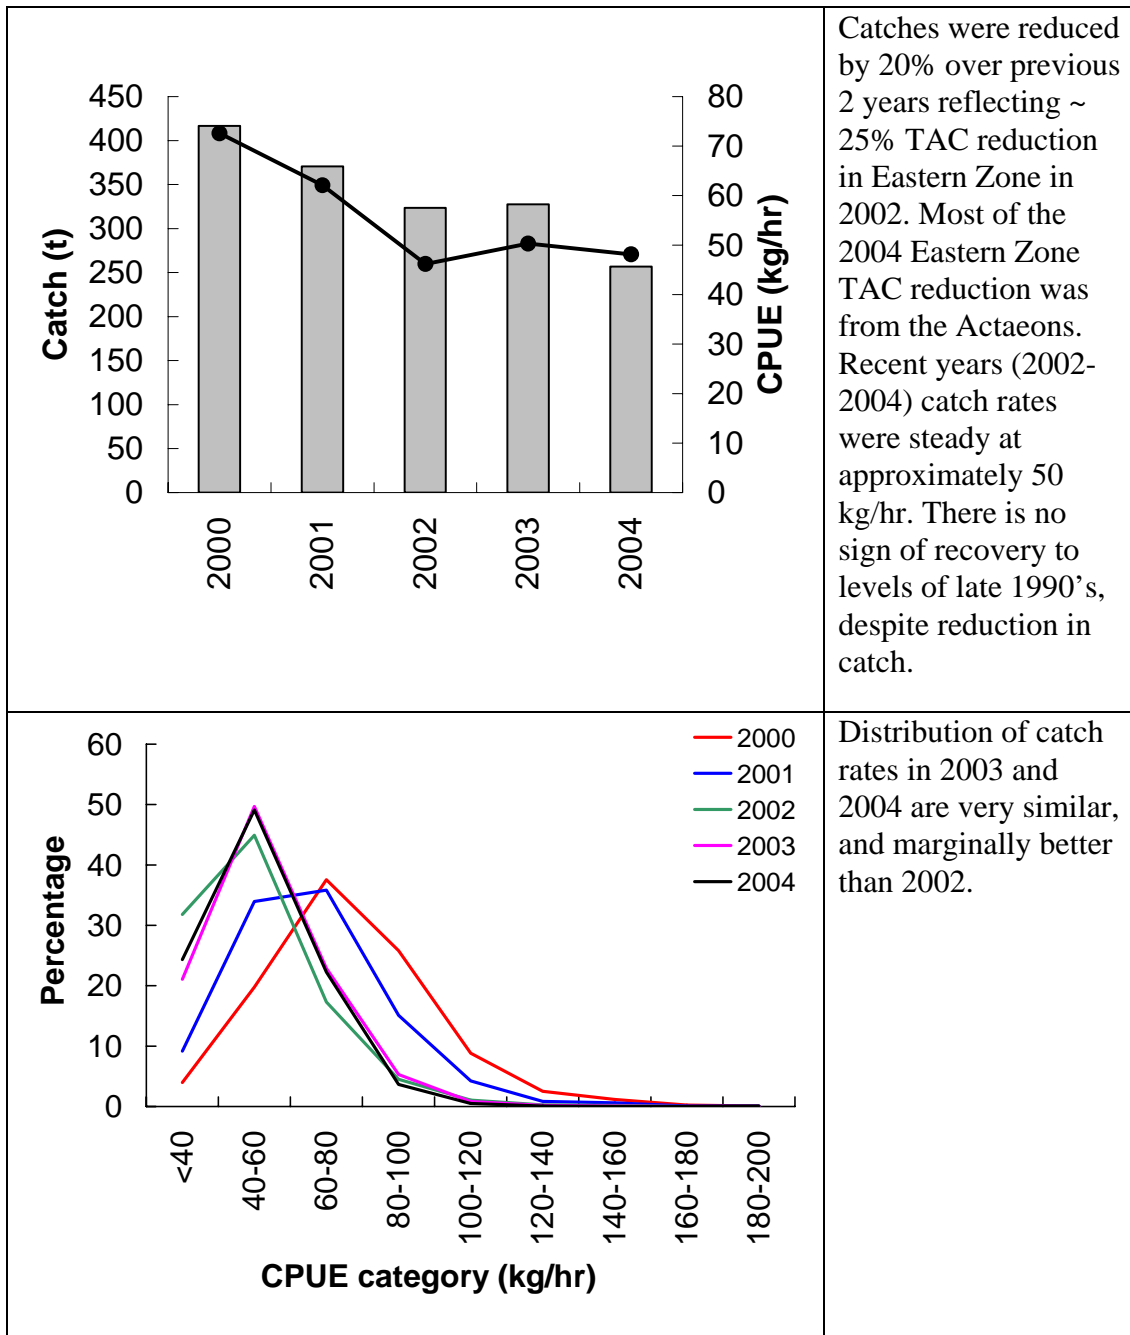 Catches were reduced
by 20% over previous
2 years reflecting ~
25% TAC reduction
in Eastern Zone in
2002. Most of the
2004 Eastern Zone
TAC reduction was
from the Actaeons.
Recent years (2002-
2004) catch rates
were steady at
approximately 50
kg/hr. There is no
sign of recovery to
levels of late 1990's,
despite reduction in
catch.
Catch (t)
450
400
350
300
250
200
150
100
50
0
80
70
60
50
40
30
20
10
0
CPUE (kg/hr)
2000
2001
2002
2003
2004
Distribution of catch
rates in 2003 and
2004 are very similar,
and marginally better
than 2002.
Percentage
60
50
40
30
20
10
0
2000
2001
2002
2003
2004
<40
40-60
60-80
80-100
100-120
120-140
140-160
160-180
180-200
CPUE category (kg/hr)